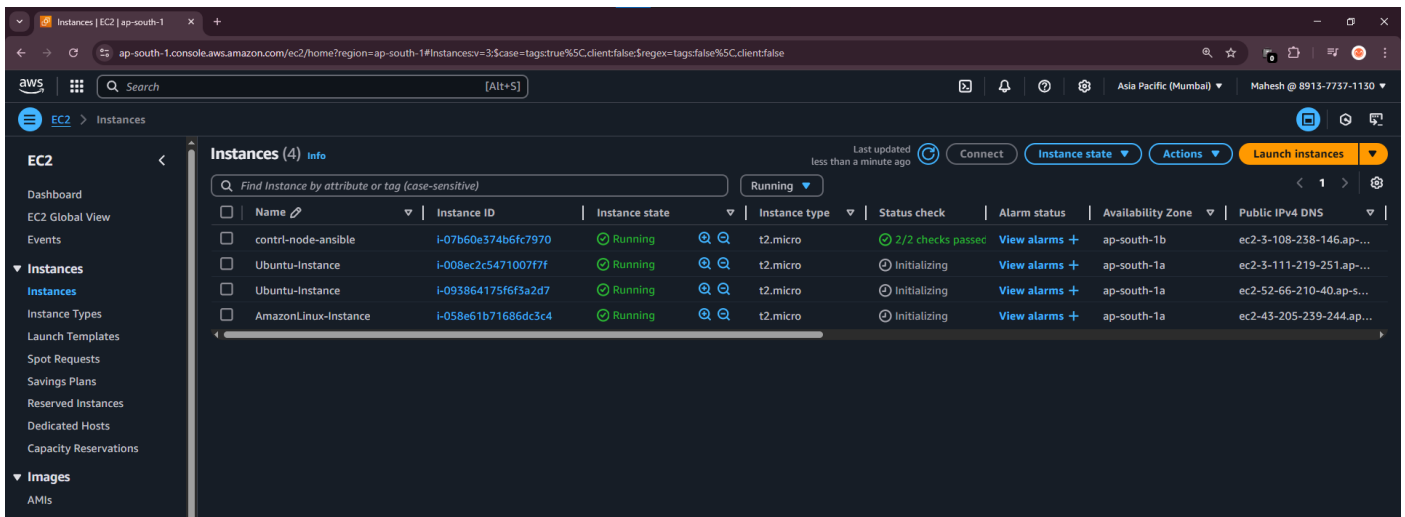 Instances | EC2 | ap-south-1
ap-south-1.console.aws.amazon.com/ec2/home?region=ap-south-1#Instances:v=3;$case=tags:true%5C,client:false;$regex=tags:false%5C,client:false
aws Search [Alt+S] Asia Pacific (Mumbai) Mahesh @ 8913-7737-1130
EC2 > Instances
EC2
Dashboard
EC2 Global View
Events
Instances
Instances
Instance Types
Launch Templates
Spot Requests
Savings Plans
Reserved Instances
Dedicated Hosts
Capacity Reservations
Images
AMIs
Instances (4) Info
Last updated
less than a minute ago
Connect Instance state Actions Launch instances
Find Instance by attribute or tag (case-sensitive) Running 1
Name Instance ID Instance state Instance type Status check Alarm status Availability Zone Public IPv4 DNS
contrl-node-ansible i-07b60e374b6fc7970 Running t2.micro 2/2 checks passed View alarms + ap-south-1b ec2-3-108-238-146.ap-...
Ubuntu-Instance i-008ec2c5471007f7f Running t2.micro Initializing View alarms + ap-south-1a ec2-3-111-219-251.ap-...
Ubuntu-Instance i-093864175f6f3a2d7 Running t2.micro Initializing View alarms + ap-south-1a ec2-52-66-210-40.ap-s...
AmazonLinux-Instance i-058e61b71686dc3c4 Running t2.micro Initializing View alarms + ap-south-1a ec2-43-205-239-244.ap...